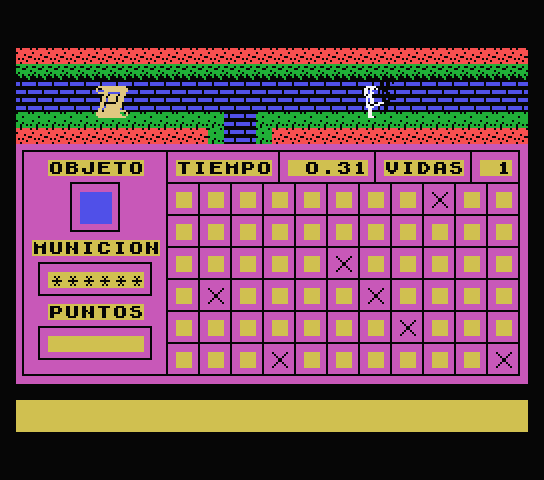 P
OBJETO TIEMPO 0.31 VIDAS 1
MUNICION
******
PUNTOS